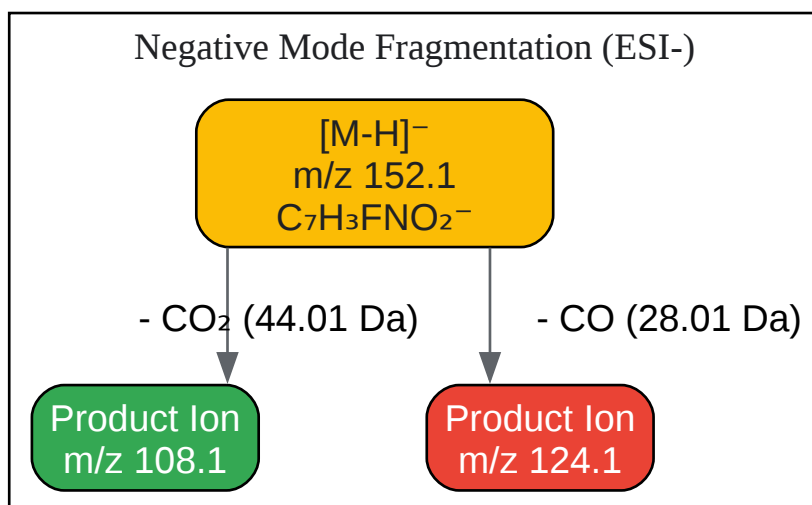 Negative Mode Fragmentation (ESI-)
[M-H]⁻
m/z 152.1
C₇H₃FNO₂⁻
- CO₂ (44.01 Da)
- CO (28.01 Da)
Product Ion
m/z 108.1
Product Ion
m/z 124.1